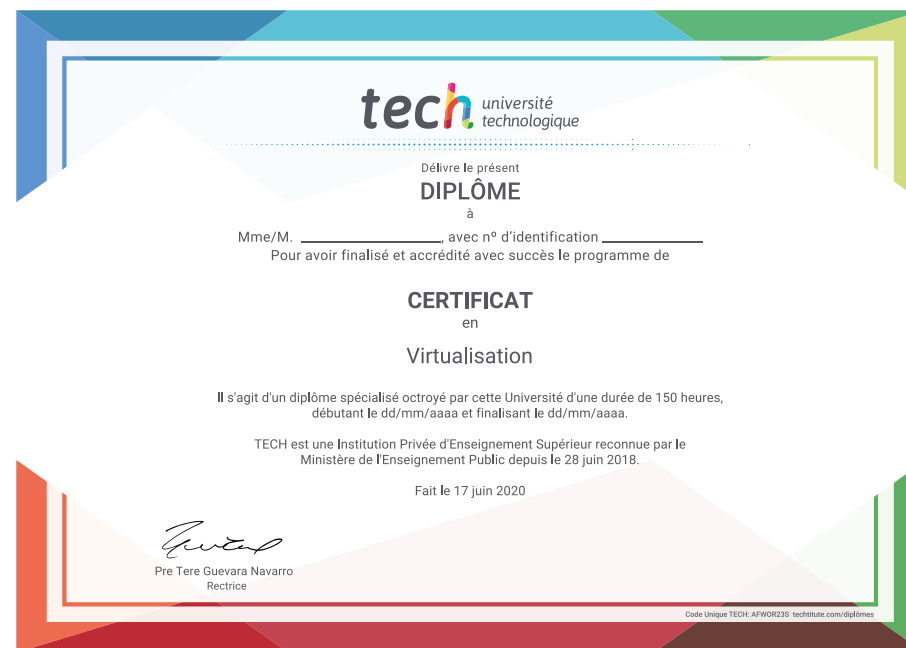 tech université
technologique
Délivre le présent
DIPLÔME
à
Mme/M. ____________________, avec nº d'identification ______________
Pour avoir finalisé et accrédité avec succès le programme de
CERTIFICAT
en
Virtualisation
Il s'agit d'un diplôme spécialisé octroyé par cette Université d'une durée de 150 heures,
débutant le dd/mm/aaaa et finalisant le dd/mm/aaaa.
TECH est une Institution Privée d'Enseignement Supérieur reconnue par le
Ministère de l'Enseignement Public depuis le 28 juin 2018.
Fait le 17 juin 2020
Pre Tere Guevara Navarro
Rectrice
Code Unique TECH: AFWOR23S techtitute.com/diplômes